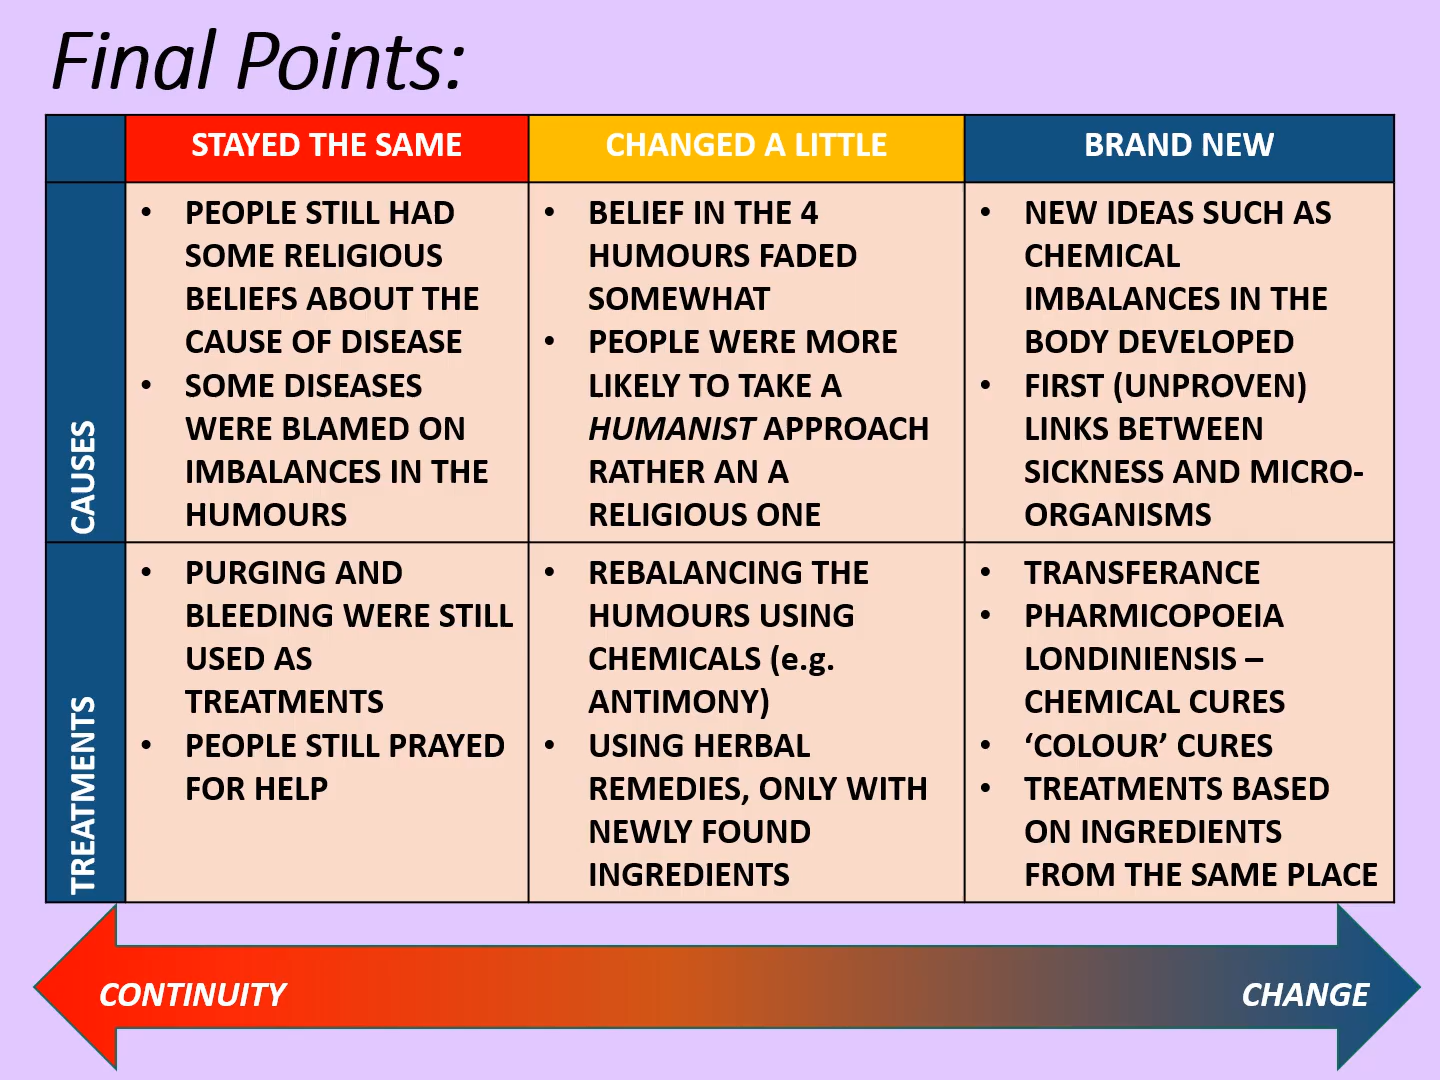 Final Points:
STAYED THE SAME
CHANGED A LITTLE
BRAND NEW
CAUSES
• PEOPLE STILL HAD
SOME RELIGIOUS
BELIEFS ABOUT THE
CAUSE OF DISEASE
• SOME DISEASES
WERE BLAMED ON
IMBALANCES IN THE
HUMOURS
• BELIEF IN THE 4
HUMOURS FADED
SOMEWHAT
• PEOPLE WERE MORE
LIKELY TO TAKE A
HUMANIST APPROACH
RATHER AN A
RELIGIOUS ONE
• NEW IDEAS SUCH AS
CHEMICAL
IMBALANCES IN THE
BODY DEVELOPED
• FIRST (UNPROVEN)
LINKS BETWEEN
SICKNESS AND MICRO-
ORGANISMS
TREATMENTS
• PURGING AND
BLEEDING WERE STILL
USED AS
TREATMENTS
• PEOPLE STILL PRAYED
FOR HELP
• REBALANCING THE
HUMOURS USING
CHEMICALS (e.g.
ANTIMONY)
• USING HERBAL
REMEDIES, ONLY WITH
NEWLY FOUND
INGREDIENTS
• TRANSFERANCE
• PHARMICOPOEIA
LONDINIENSIS –
CHEMICAL CURES
• ‘COLOUR’ CURES
• TREATMENTS BASED
ON INGREDIENTS
FROM THE SAME PLACE
CONTINUITY
CHANGE